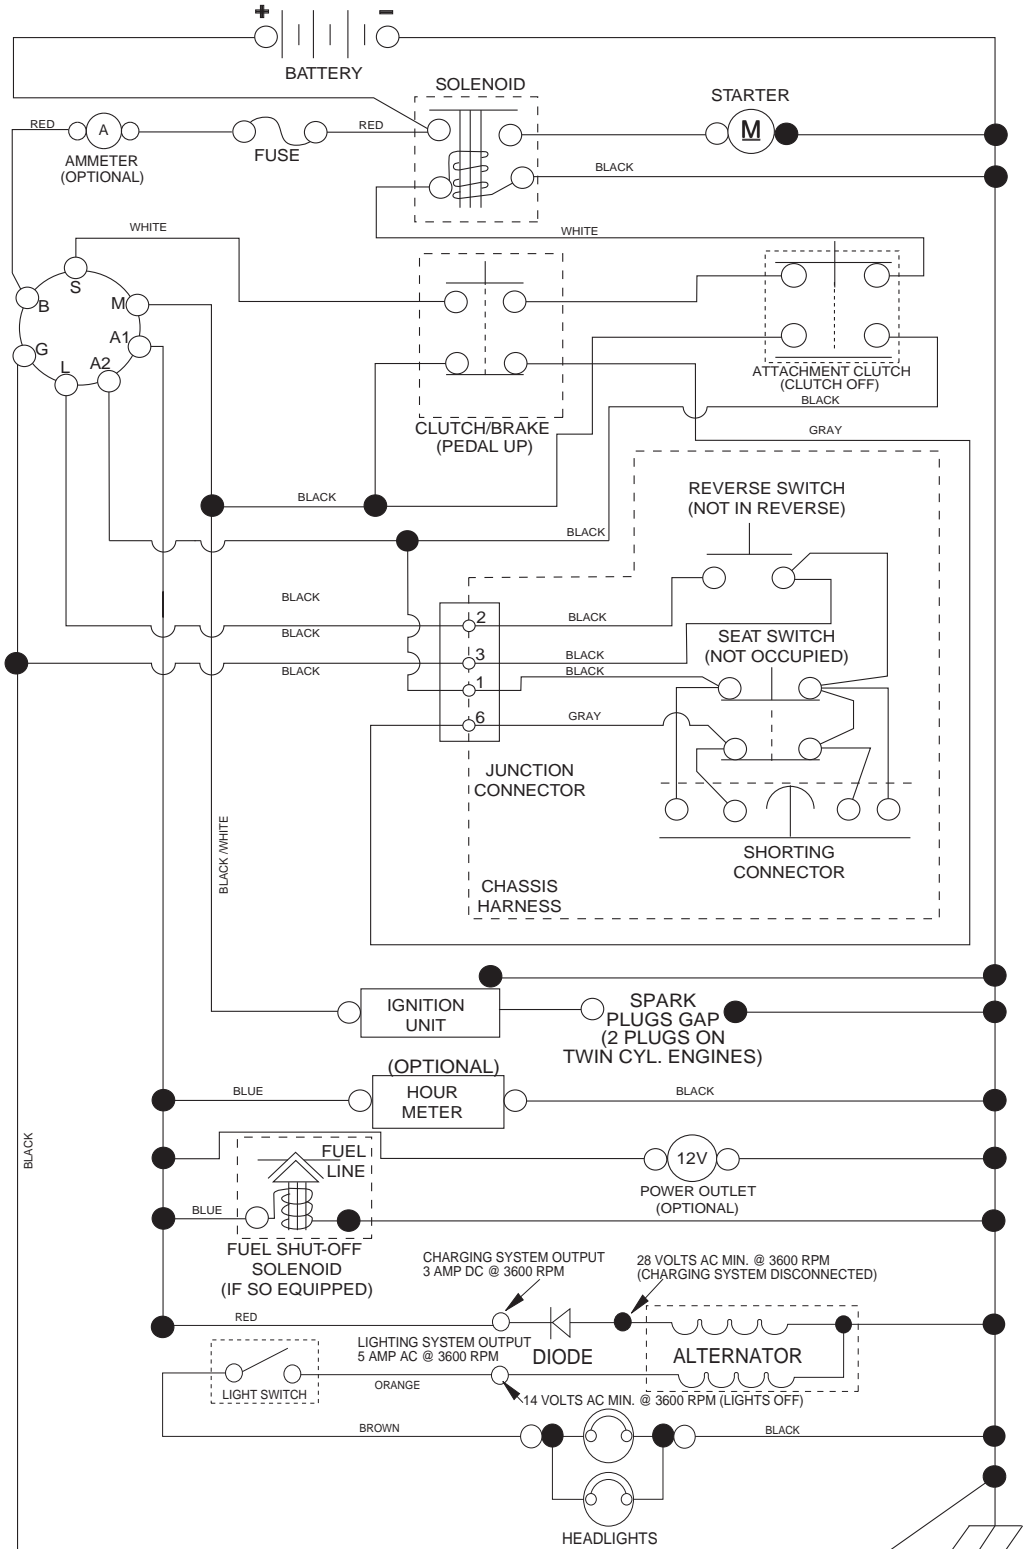 + -
BATTERY
SOLENOID
STARTER
RED
A
RED
M
FUSE
AMMETER
(OPTIONAL)
BLACK
WHITE
WHITE
S
B
M
A1
G
L
A2
ATTACHMENT CLUTCH
(CLUTCH OFF)
BLACK
CLUTCH/BRAKE
(PEDAL UP)
GRAY
REVERSE SWITCH
(NOT IN REVERSE)
BLACK
BLACK
BLACK
2
BLACK
BLACK
SEAT SWITCH
(NOT OCCUPIED)
3
BLACK
BLACK
BLACK
1
6
GRAY
JUNCTION
CONNECTOR
BLACK /WHITE
SHORTING
CONNECTOR
CHASSIS
HARNESS
IGNITION
UNIT
SPARK
PLUGS GAP
(2 PLUGS ON
TWIN CYL. ENGINES)
(OPTIONAL)
BLUE
HOUR
METER
BLACK
BLACK
FUEL
LINE
12V
POWER OUTLET
(OPTIONAL)
BLUE
FUEL SHUT-OFF
SOLENOID
(IF SO EQUIPPED)
CHARGING SYSTEM OUTPUT
3 AMP DC @ 3600 RPM
28 VOLTS AC MIN. @ 3600 RPM
(CHARGING SYSTEM DISCONNECTED)
RED
LIGHTING SYSTEM OUTPUT
5 AMP AC @ 3600 RPM
DIODE
ALTERNATOR
LIGHT SWITCH
ORANGE
14 VOLTS AC MIN. @ 3600 RPM (LIGHTS OFF)
BROWN
BLACK
HEADLIGHTS